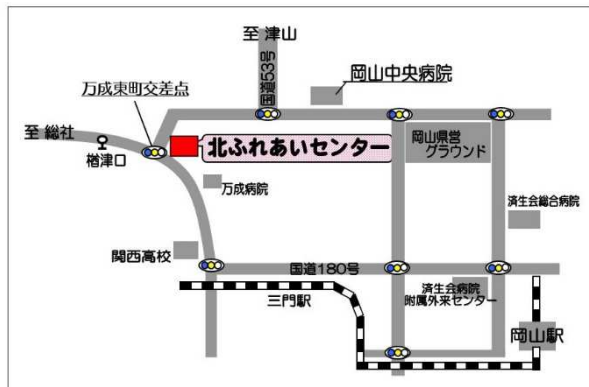 至 津山
国道53号
岡山中央病院
万成東町交差点
至 総社
楢津口
北ふれあいセンター
岡山県営
グラウンド
万成病院
済生会総合病院
関西高校
国道180号
三門駅
済生会病院
附属外来センター
岡山駅